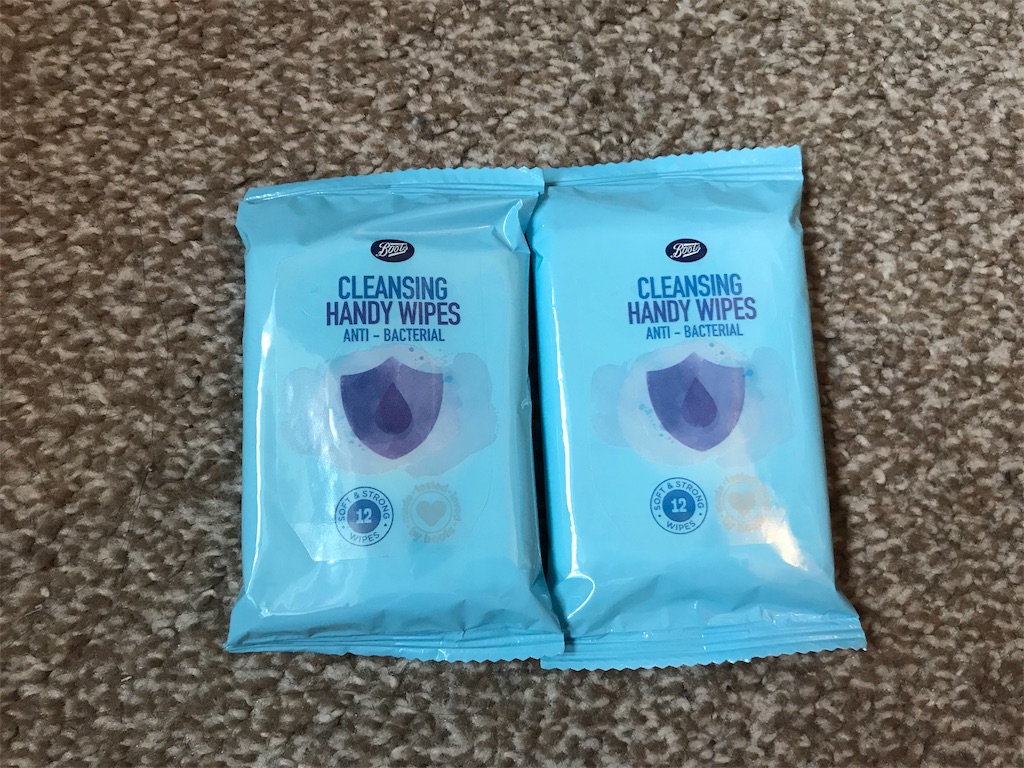 Boots
CLEANSING
HANDY WIPES
ANTI - BACTERIAL
SOFT & STRONG
12
WIPES
Boots
CLEANSING
HANDY WIPES
ANTI - BACTERIAL
SOFT & STRONG
12
WIPES